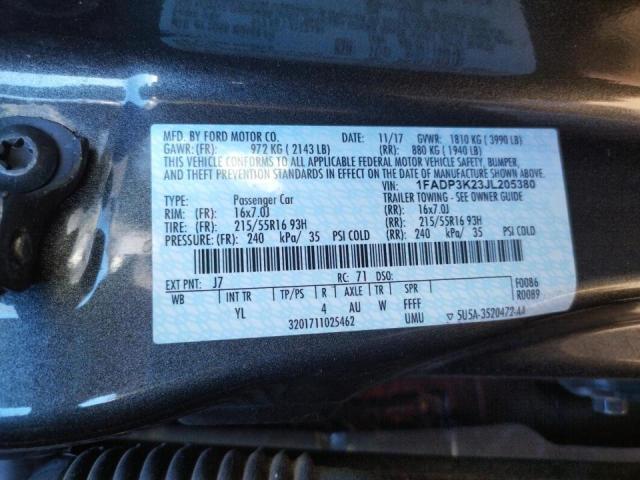 MFD. BY FORD MOTOR CO. DATE: 11/17 GVWR: 1810 KG ( 3990 LB)
GAWR: (FR): 972 KG ( 2143 LB) (RR): 880 KG ( 1940 LB)
THIS VEHICLE CONFORMS TO ALL APPLICABLE FEDERAL MOTOR VEHICLE SAFETY, BUMPER,
AND THEFT PREVENTION STANDARDS IN EFFECT ON THE DATE OF MANUFACTURE SHOWN ABOVE.
VIN: 1FADP3K23JL205380
TYPE: Passenger Car TRAILER TOWING - SEE OWNER GUIDE
RIM: (FR): 16x7.0J (RR): 16x7.0J
TIRE: (FR): 215/55R16 93H (RR): 215/55R16 93H
PRESSURE: (FR): 240 kPa/ 35 PSI COLD (RR): 240 kPa/ 35 PSI COLD
EXT PNT: J7 RC: 71 DSO: F0086
WB INT TR TP/PS R AXLE TR SPR R0089
YL 4 AU W FFFF
3201711025462 UMU ▽ 5U5A-3520472-AA